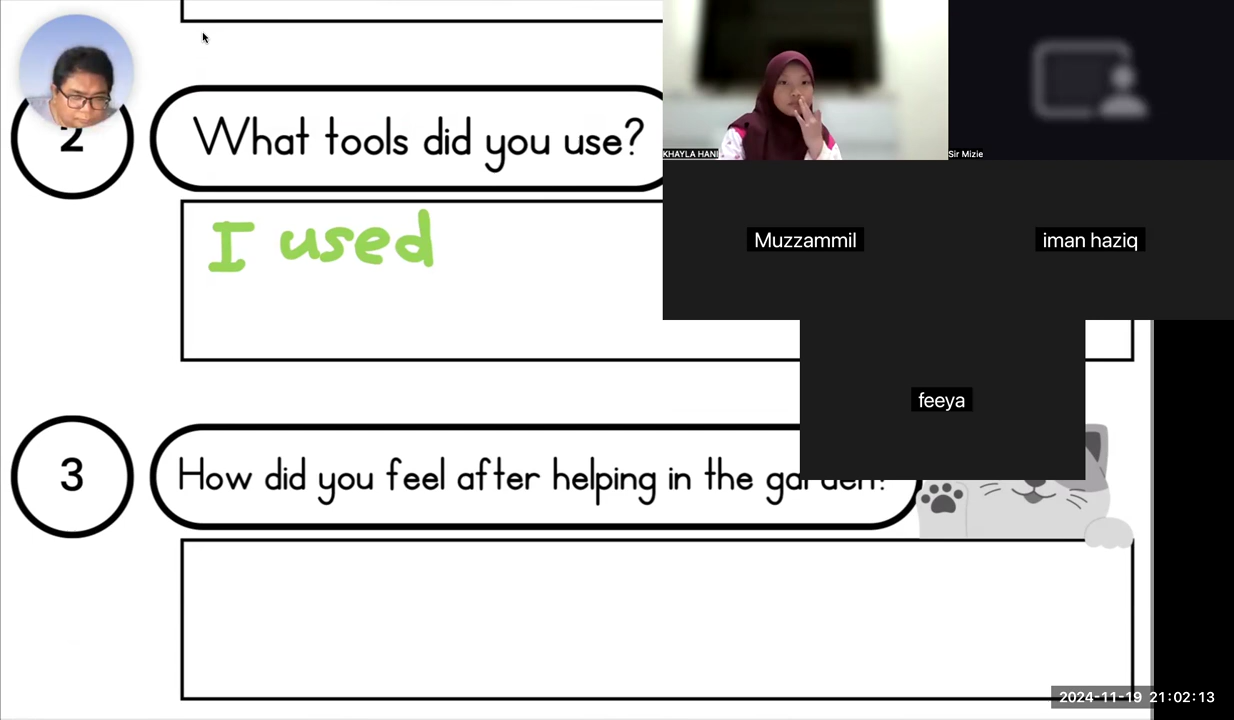 2
What tools did you use?
KHAYLA HANI
Sir Mizie
Muzzammil
iman haziq
I used
feeya
3
How did you feel after helping in the garden?
2024-11-19 21:02:13